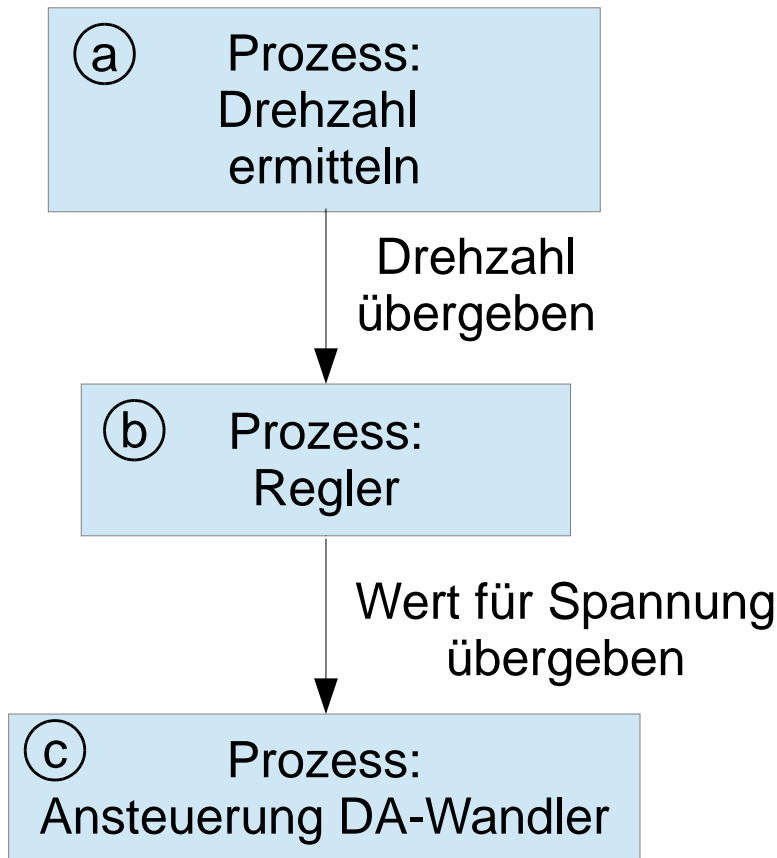 a Prozess:
Drehzahl
ermitteln
Drehzahl
übergeben
b Prozess:
Regler
Wert für Spannung
übergeben
c Prozess:
Ansteuerung DA-Wandler